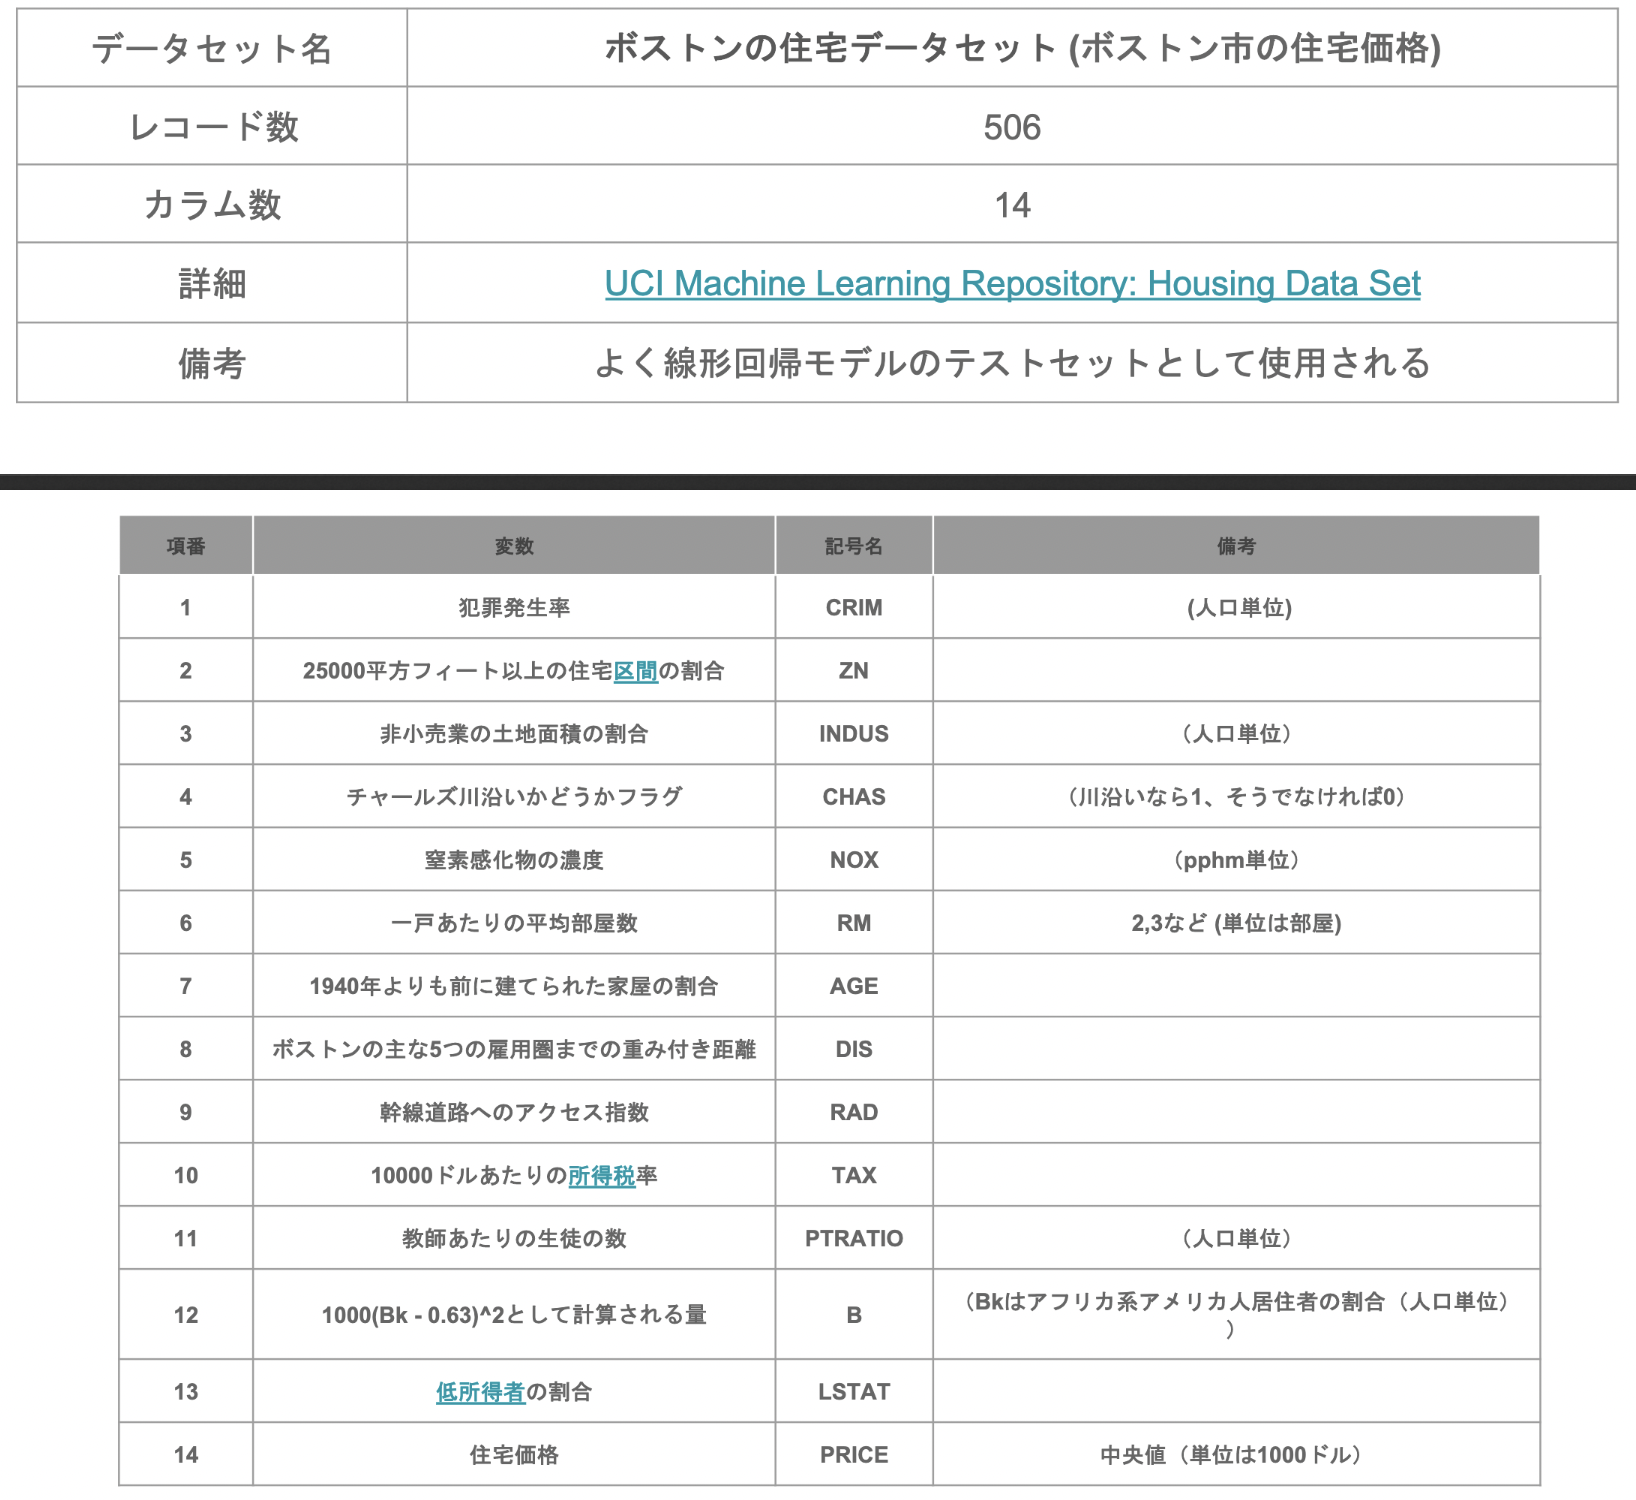 データセット名 ボストンの住宅データセット (ボストン市の住宅価格)
レコード数 506
カラム数 14
詳細 UCI Machine Learning Repository: Housing Data Set
備考 よく線形回帰モデルのテストセットとして使用される
項番 変数 記号名 備考
1 犯罪発生率 CRIM (人口単位)
2 25000平方フィート以上の住宅区間の割合 ZN
3 非小売業の土地面積の割合 INDUS （人口単位）
4 チャールズ川沿いかどうかフラグ CHAS （川沿いなら1、そうでなければ0）
5 窒素感化物の濃度 NOX （pphm単位）
6 一戸あたりの平均部屋数 RM 2,3など (単位は部屋)
7 1940年よりも前に建てられた家屋の割合 AGE
8 ボストンの主な5つの雇用圏までの重み付き距離 DIS
9 幹線道路へのアクセス指数 RAD
10 10000ドルあたりの所得税率 TAX
11 教師あたりの生徒の数 PTRATIO （人口単位）
12 1000(Bk - 0.63)^2として計算される量 B （Bkはアフリカ系アメリカ人居住者の割合（人口単位）
）
13 低所得者の割合 LSTAT
14 住宅価格 PRICE 中央値（単位は1000ドル）